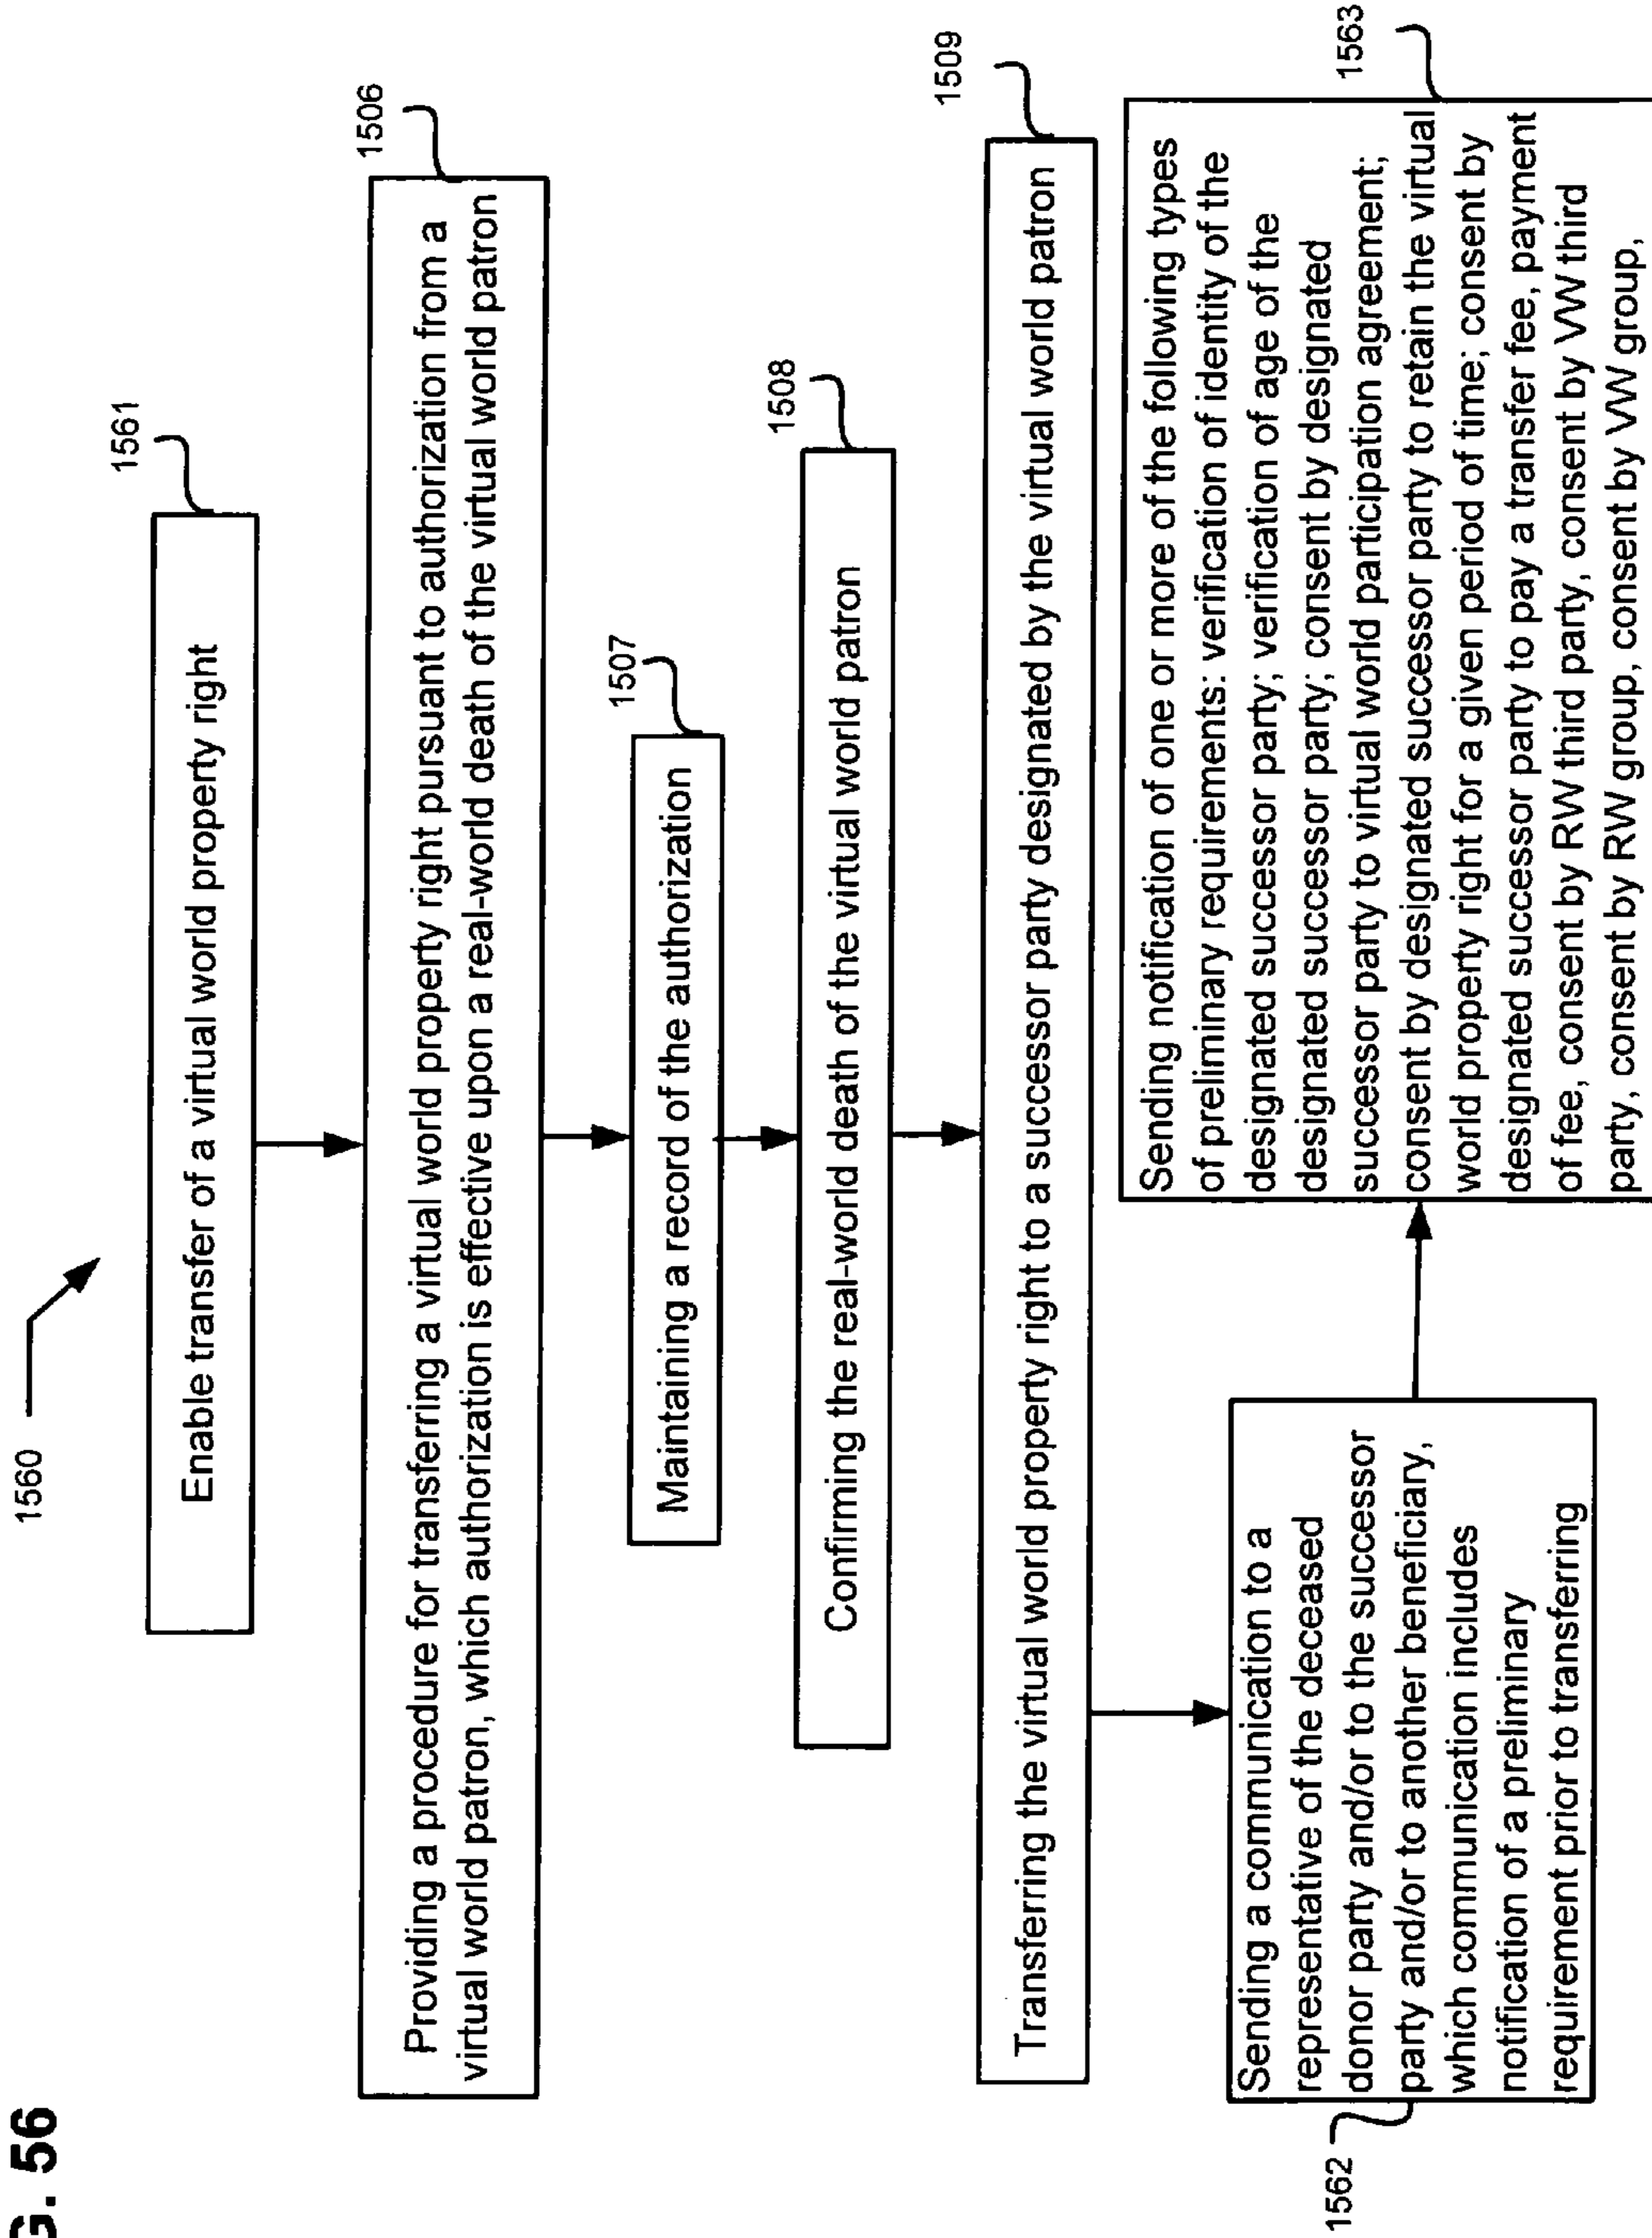 G. 56
1560
1561
Enable transfer of a virtual world property right
1506
Providing a procedure for transferring a virtual world property right pursuant to authorization from a
virtual world patron, which authorization is effective upon a real-world death of the virtual world patron
1507
Maintaining a record of the authorization
1508
Confirming the real-world death of the virtual world patron
1509
Transferring the virtual world property right to a successor party designated by the virtual world patron
1562
Sending a communication to a
representative of the deceased
donor party and/or to the successor
party and/or to another beneficiary,
which communication includes
notification of a preliminary
requirement prior to transferring
1563
Sending notification of one or more of the following types
of preliminary requirements: verification of identity of the
designated successor party; verification of age of the
designated successor party; consent by designated
successor party to virtual world participation agreement;
consent by designated successor party to retain the virtual
world property right for a given period of time; consent by
designated successor party to pay a transfer fee, payment
of fee, consent by RW third party, consent by VW third
party, consent by RW group, consent by VW group,